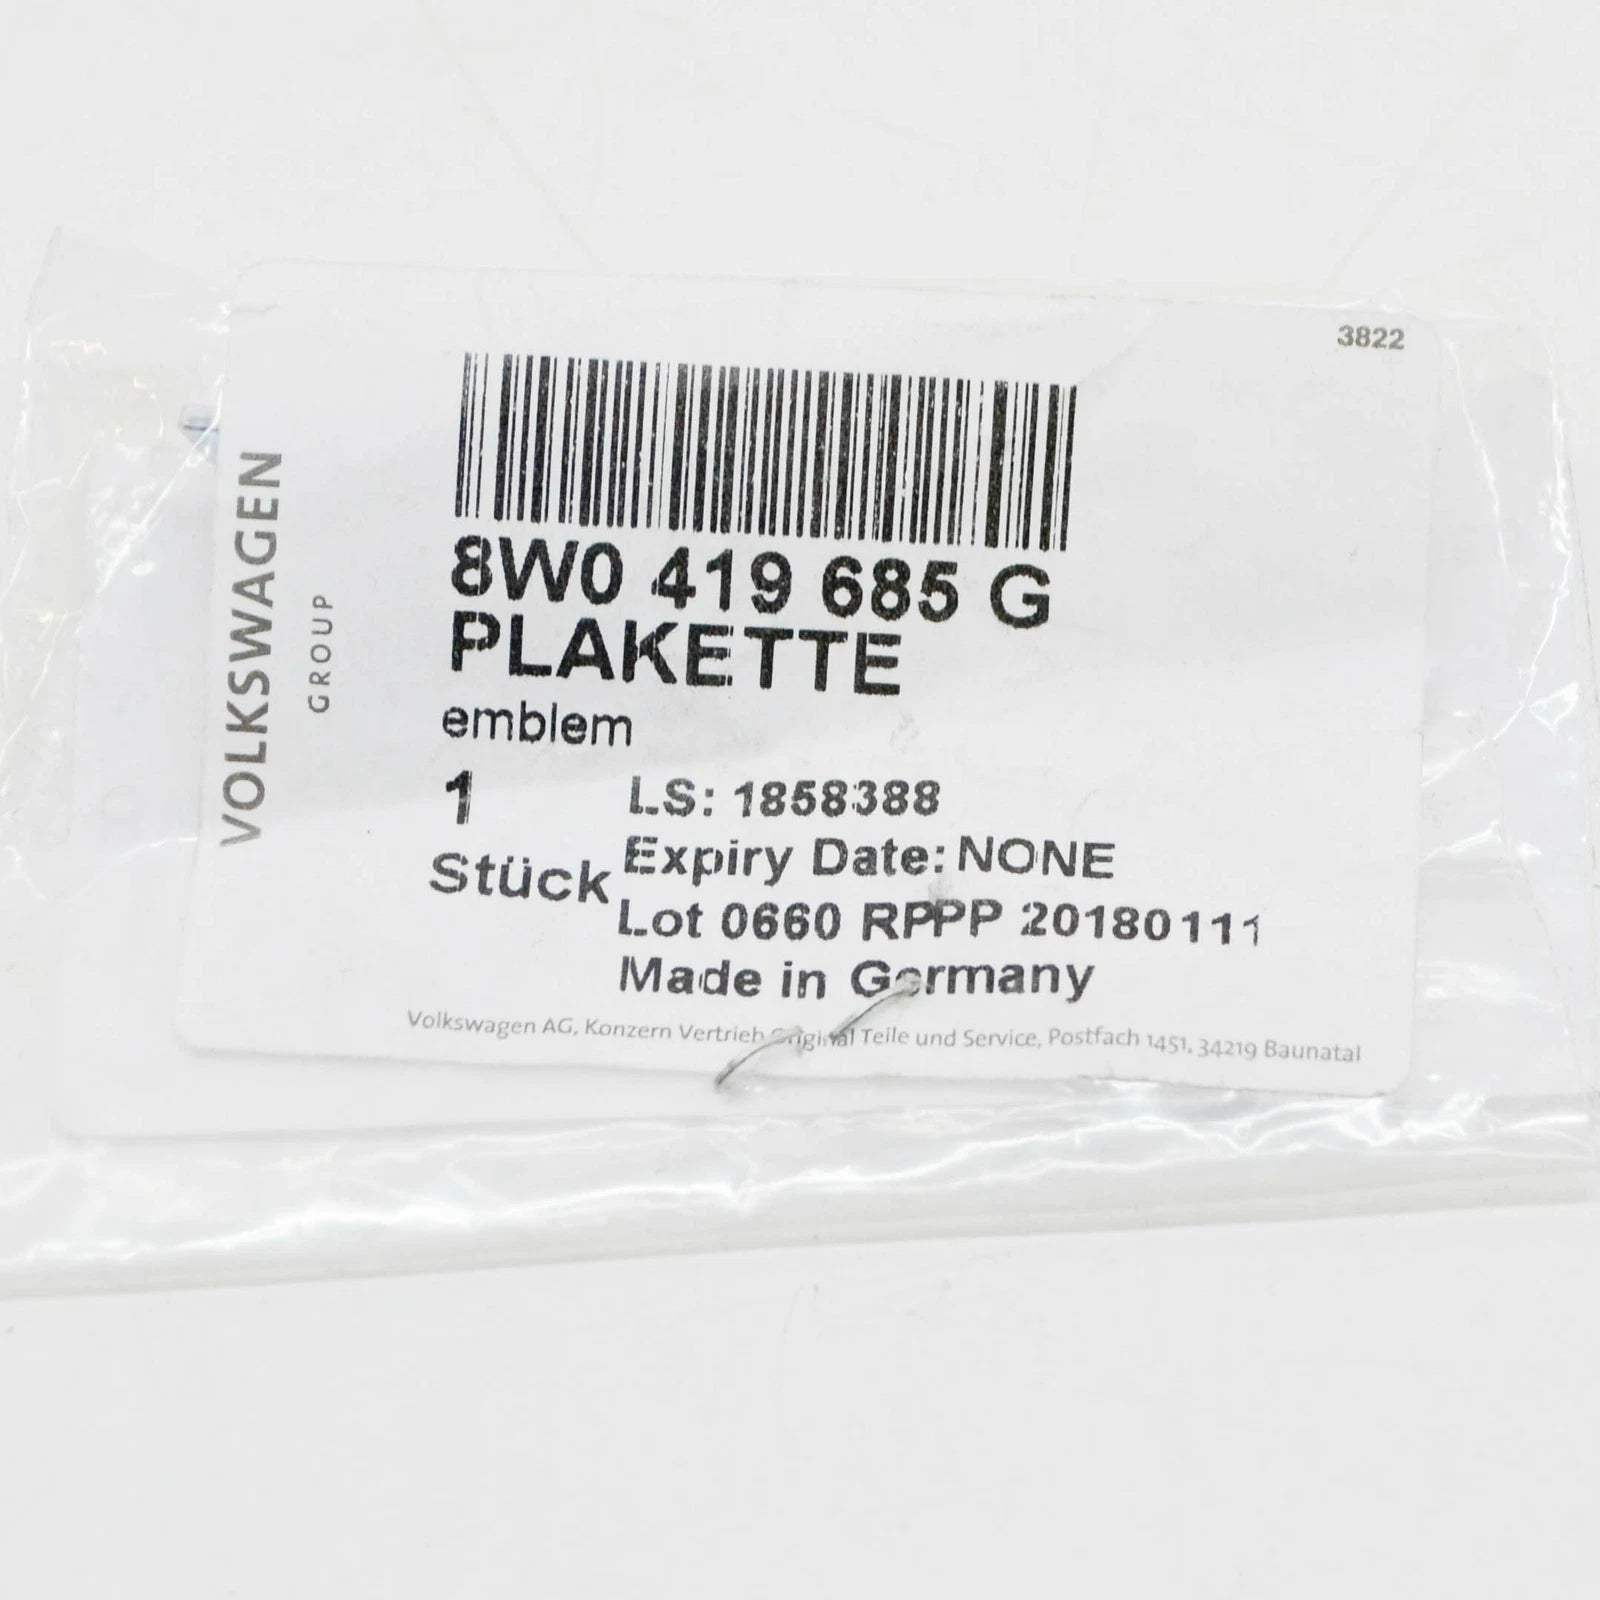 3822
VOLKSWAGEN
GROUP
8W0 419 685 G
PLAKETTE
emblem
1
Stück
LS: 1858388
Expiry Date: NONE
Lot 0660 RPPP 20180111
Made in Germany
Volkswagen AG, Konzern Vertrieb Original Teile und Service, Postfach 1451, 34219 Baunatal